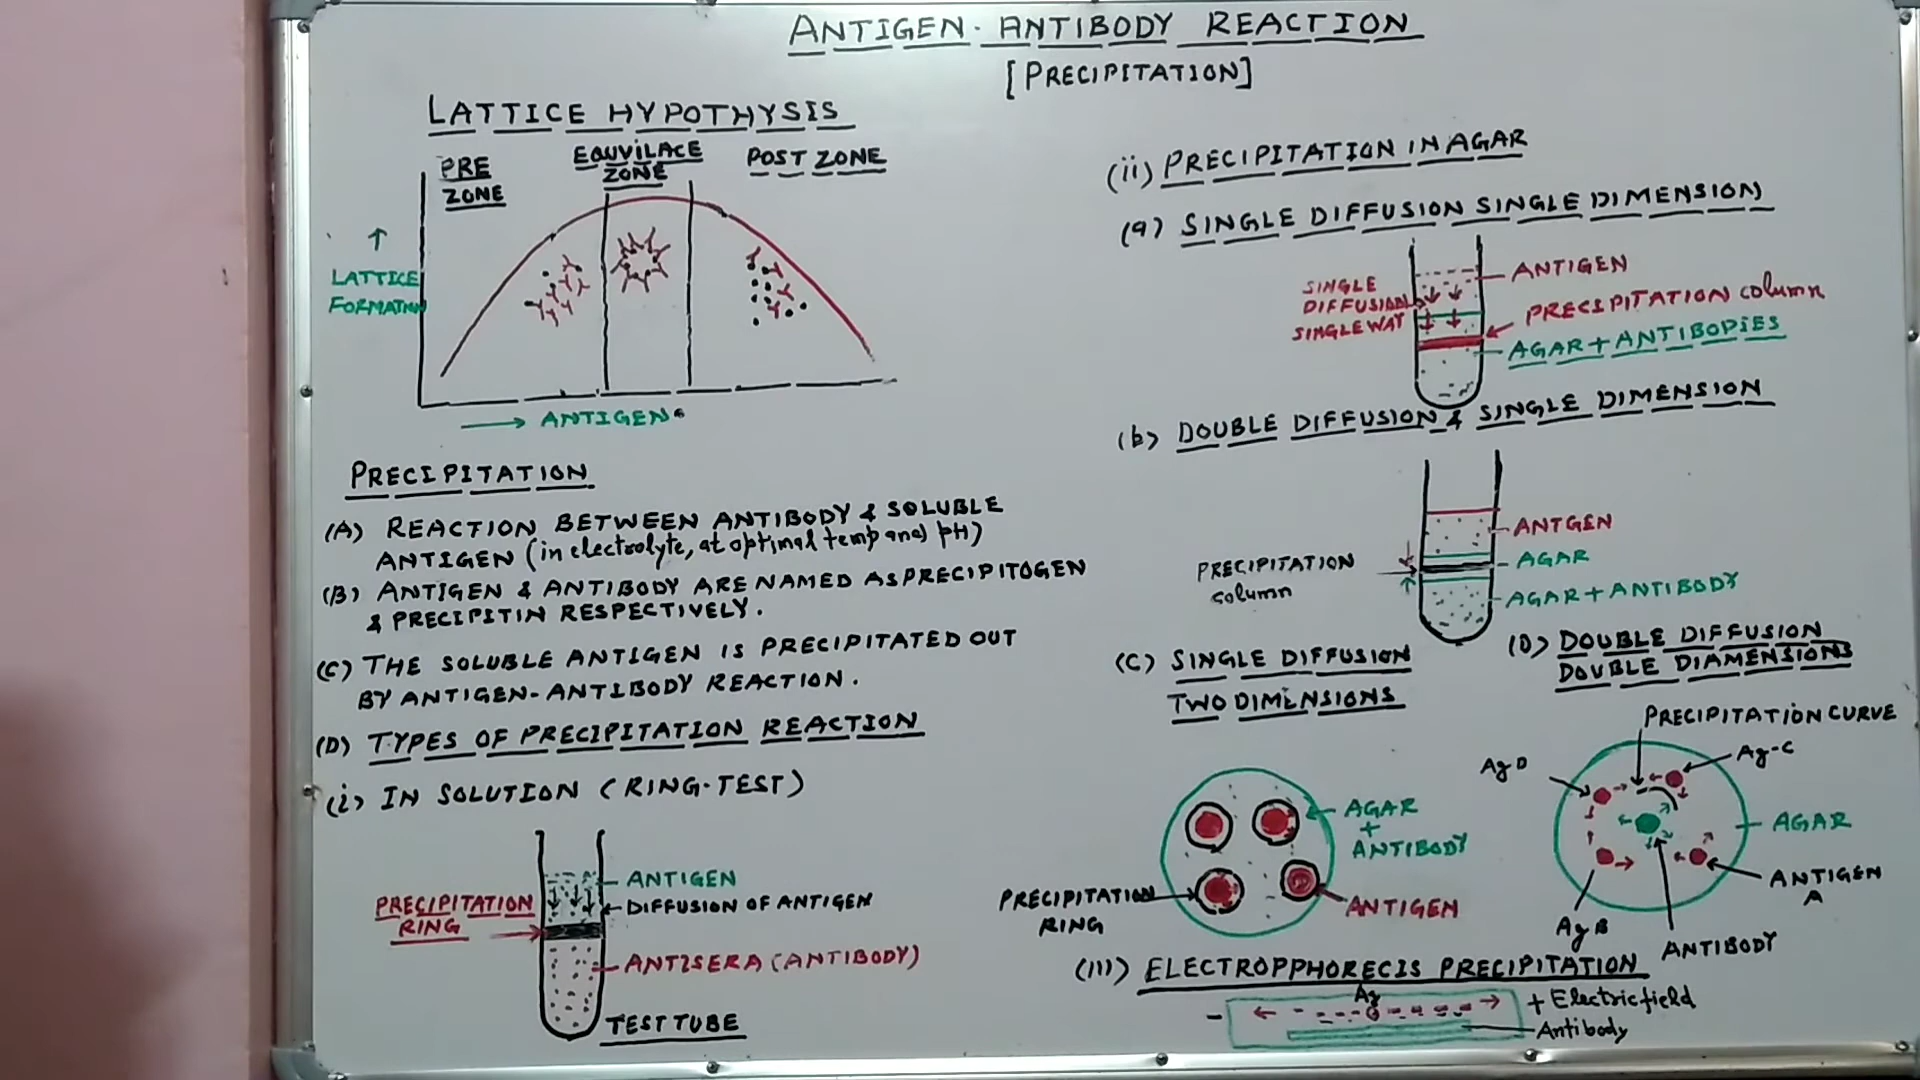 ANTIGEN-ANTIBODY REACTION
[PRECIPITATION]
LATTICE HYPOTHYSIS
PRE
ZONE
EQUVILACE
ZONE
POST ZONE
↑
LATTICE
FORMATION
→ ANTIGEN
PRECIPITATION
(A) REACTION BETWEEN ANTIBODY & SOLUBLE
ANTIGEN (in electrolyte, at optimal temp and pH)
(B) ANTIGEN & ANTIBODY ARE NAMED AS PRECIPITOGEN
& PRECIPITIN RESPECTIVELY.
(C) THE SOLUBLE ANTIGEN IS PRECIPITATED OUT
BY ANTIGEN-ANTIBODY REACTION.
(D) TYPES OF PRECIPITATION REACTION
(i) IN SOLUTION (RING-TEST)
PRECIPITATION
RING
ANTIGEN
DIFFUSION OF ANTIGEN
ANTISERA (ANTIBODY)
TEST TUBE
(ii) PRECIPITATION IN AGAR
(a) SINGLE DIFFUSION SINGLE DIMENSION
SINGLE
DIFFUSION
SINGLE WAY
ANTIGEN
PRECIPITATION column
AGAR + ANTIBODIES
(b) DOUBLE DIFFUSION & SINGLE DIMENSION
PRECIPITATION
column
ANTGEN
AGAR
AGAR + ANTIBODY
(C) SINGLE DIFFUSION
TWO DIMENSIONS
AGAR
+
ANTIBODY
PRECIPITATION
RING
ANTIGEN
(D) DOUBLE DIFFUSION
DOUBLE DIAMENSIONS
PRECIPITATION CURVE
Ag D
Ag-C
AGAR
ANTIGEN
A
Ag B
ANTIBODY
(III) ELECTROPPHORECIS PRECIPITATION
Ag
-
+ Electric field
Antibody